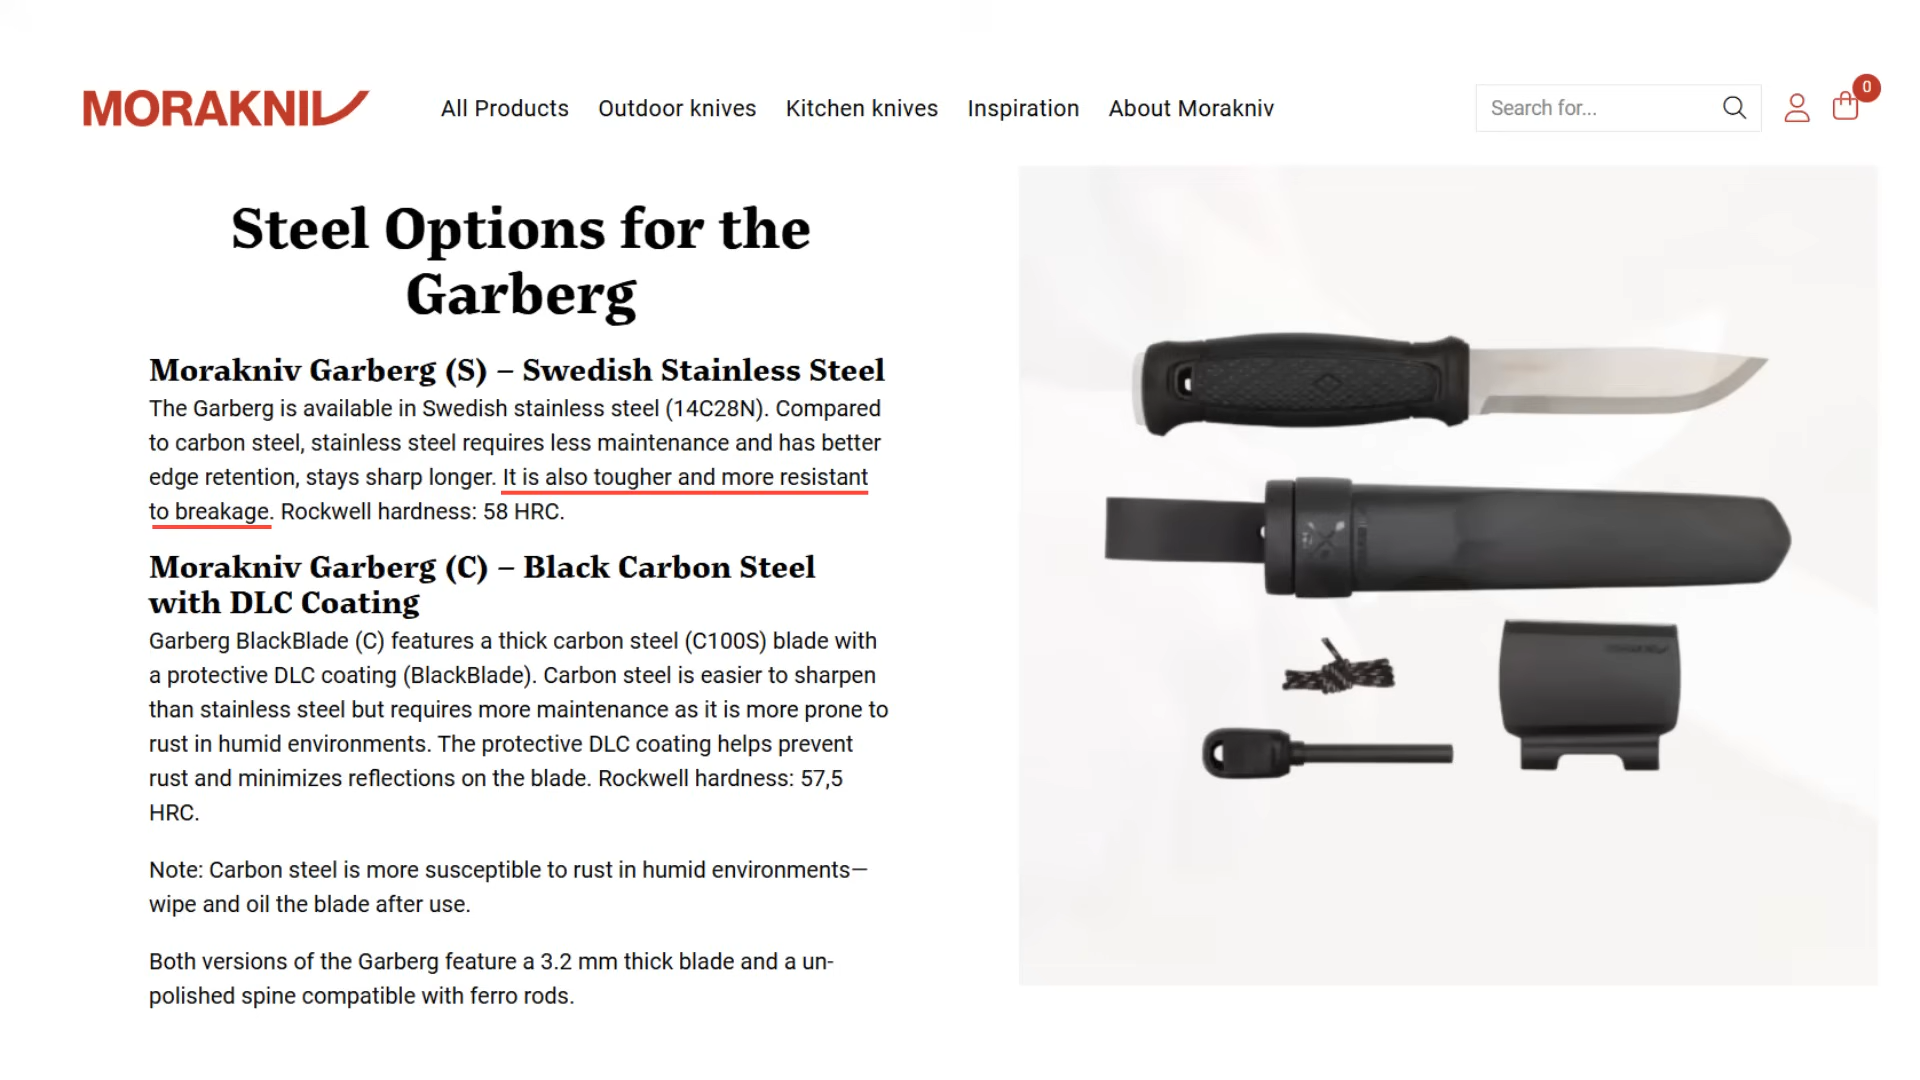 MORAKNIV
All Products Outdoor knives Kitchen knives Inspiration About Morakniv
Search for...
0
Steel Options for the
Garberg
Morakniv Garberg (S) – Swedish Stainless Steel
The Garberg is available in Swedish stainless steel (14C28N). Compared
to carbon steel, stainless steel requires less maintenance and has better
edge retention, stays sharp longer. It is also tougher and more resistant
to breakage. Rockwell hardness: 58 HRC.
Morakniv Garberg (C) – Black Carbon Steel
with DLC Coating
Garberg BlackBlade (C) features a thick carbon steel (C100S) blade with
a protective DLC coating (BlackBlade). Carbon steel is easier to sharpen
than stainless steel but requires more maintenance as it is more prone to
rust in humid environments. The protective DLC coating helps prevent
rust and minimizes reflections on the blade. Rockwell hardness: 57,5
HRC.
Note: Carbon steel is more susceptible to rust in humid environments—
wipe and oil the blade after use.
Both versions of the Garberg feature a 3.2 mm thick blade and a un-
polished spine compatible with ferro rods.